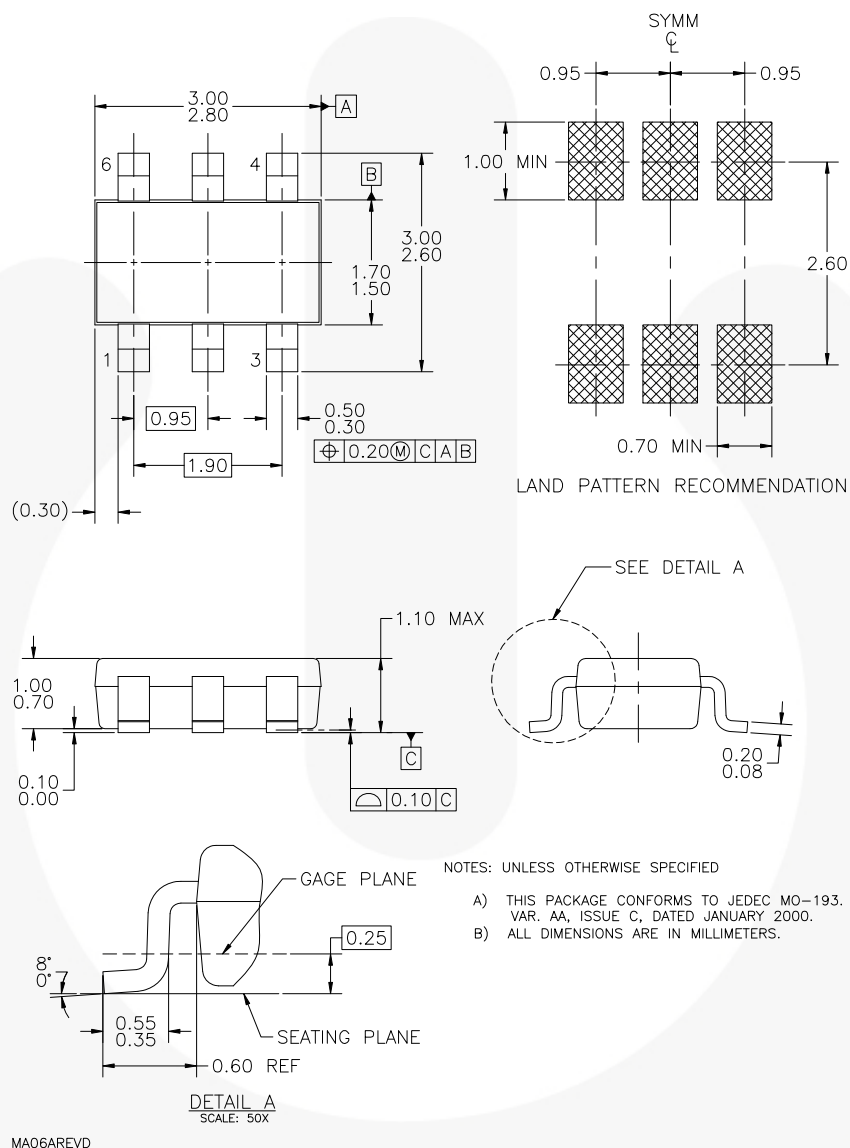 SYMM
℄
0.95
0.95
3.00
2.80
A
6
4
B
1.00 MIN
3.00
2.60
1.70
1.50
2.60
1
3
0.95
0.50
0.30
⌖ 0.20Ⓜ C A B
1.90
0.70 MIN
(0.30)
LAND PATTERN RECOMMENDATION
SEE DETAIL A
1.10 MAX
1.00
0.70
C
0.10
0.00
⌓ 0.10 C
0.20
0.08
GAGE PLANE
0.25
8°
0°
0.55
0.35
SEATING PLANE
0.60 REF
DETAIL A
SCALE: 50X
NOTES: UNLESS OTHERWISE SPECIFIED
A) THIS PACKAGE CONFORMS TO JEDEC MO-193.
VAR. AA, ISSUE C, DATED JANUARY 2000.
B) ALL DIMENSIONS ARE IN MILLIMETERS.
MA06AREVD